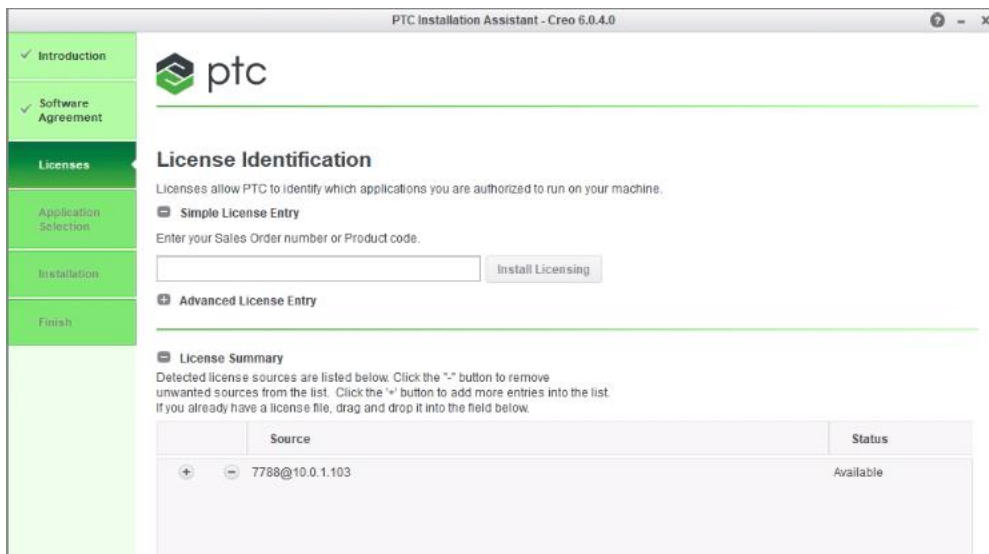 PTC Installation Assistant - Creo 6.0.4.0
Introduction
Software
Agreement
Licenses
Application
Selection
Installation
Finish
ptc
License Identification
Licenses allow PTC to identify which applications you are authorized to run on your machine.
Simple License Entry
Enter your Sales Order number or Product code.
Install Licensing
Advanced License Entry
License Summary
Detected license sources are listed below. Click the "-" button to remove
unwanted sources from the list. Click the '+' button to add more entries into the list.
If you already have a license file, drag and drop it into the field below.
Source Status
7788@10.0.1.103 Available